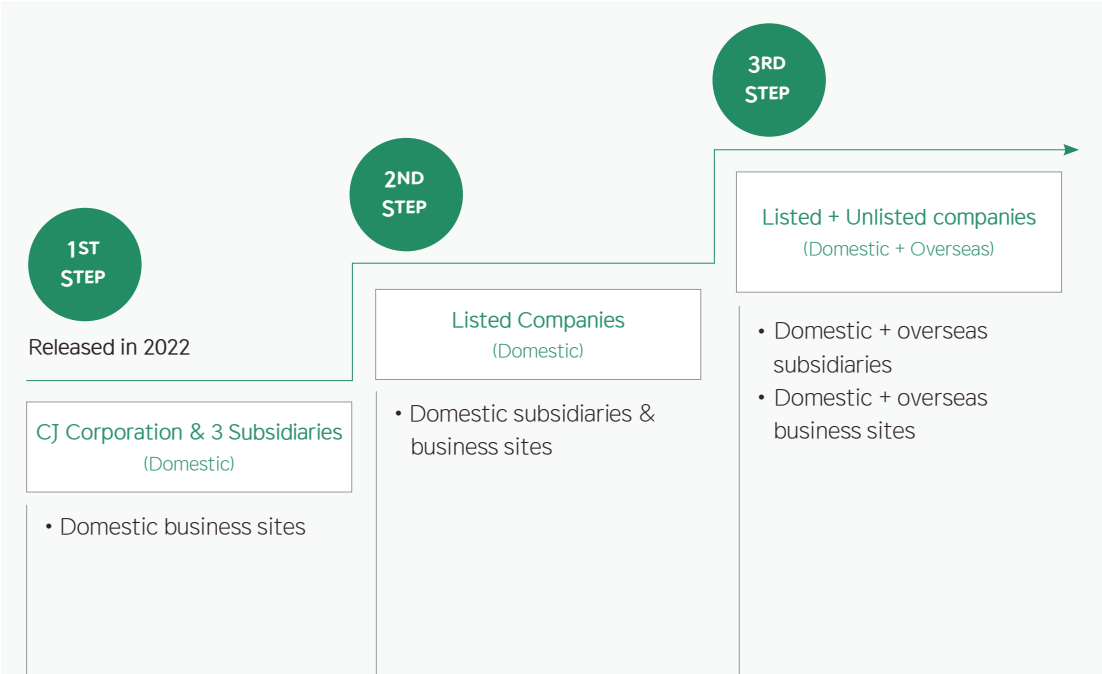 1ST
STEP
Released in 2022
CJ Corporation & 3 Subsidiaries
(Domestic)
• Domestic business sites
2ND
STEP
Listed Companies
(Domestic)
• Domestic subsidiaries &
business sites
3RD
STEP
Listed + Unlisted companies
(Domestic + Overseas)
• Domestic + overseas
subsidiaries
• Domestic + overseas
business sites